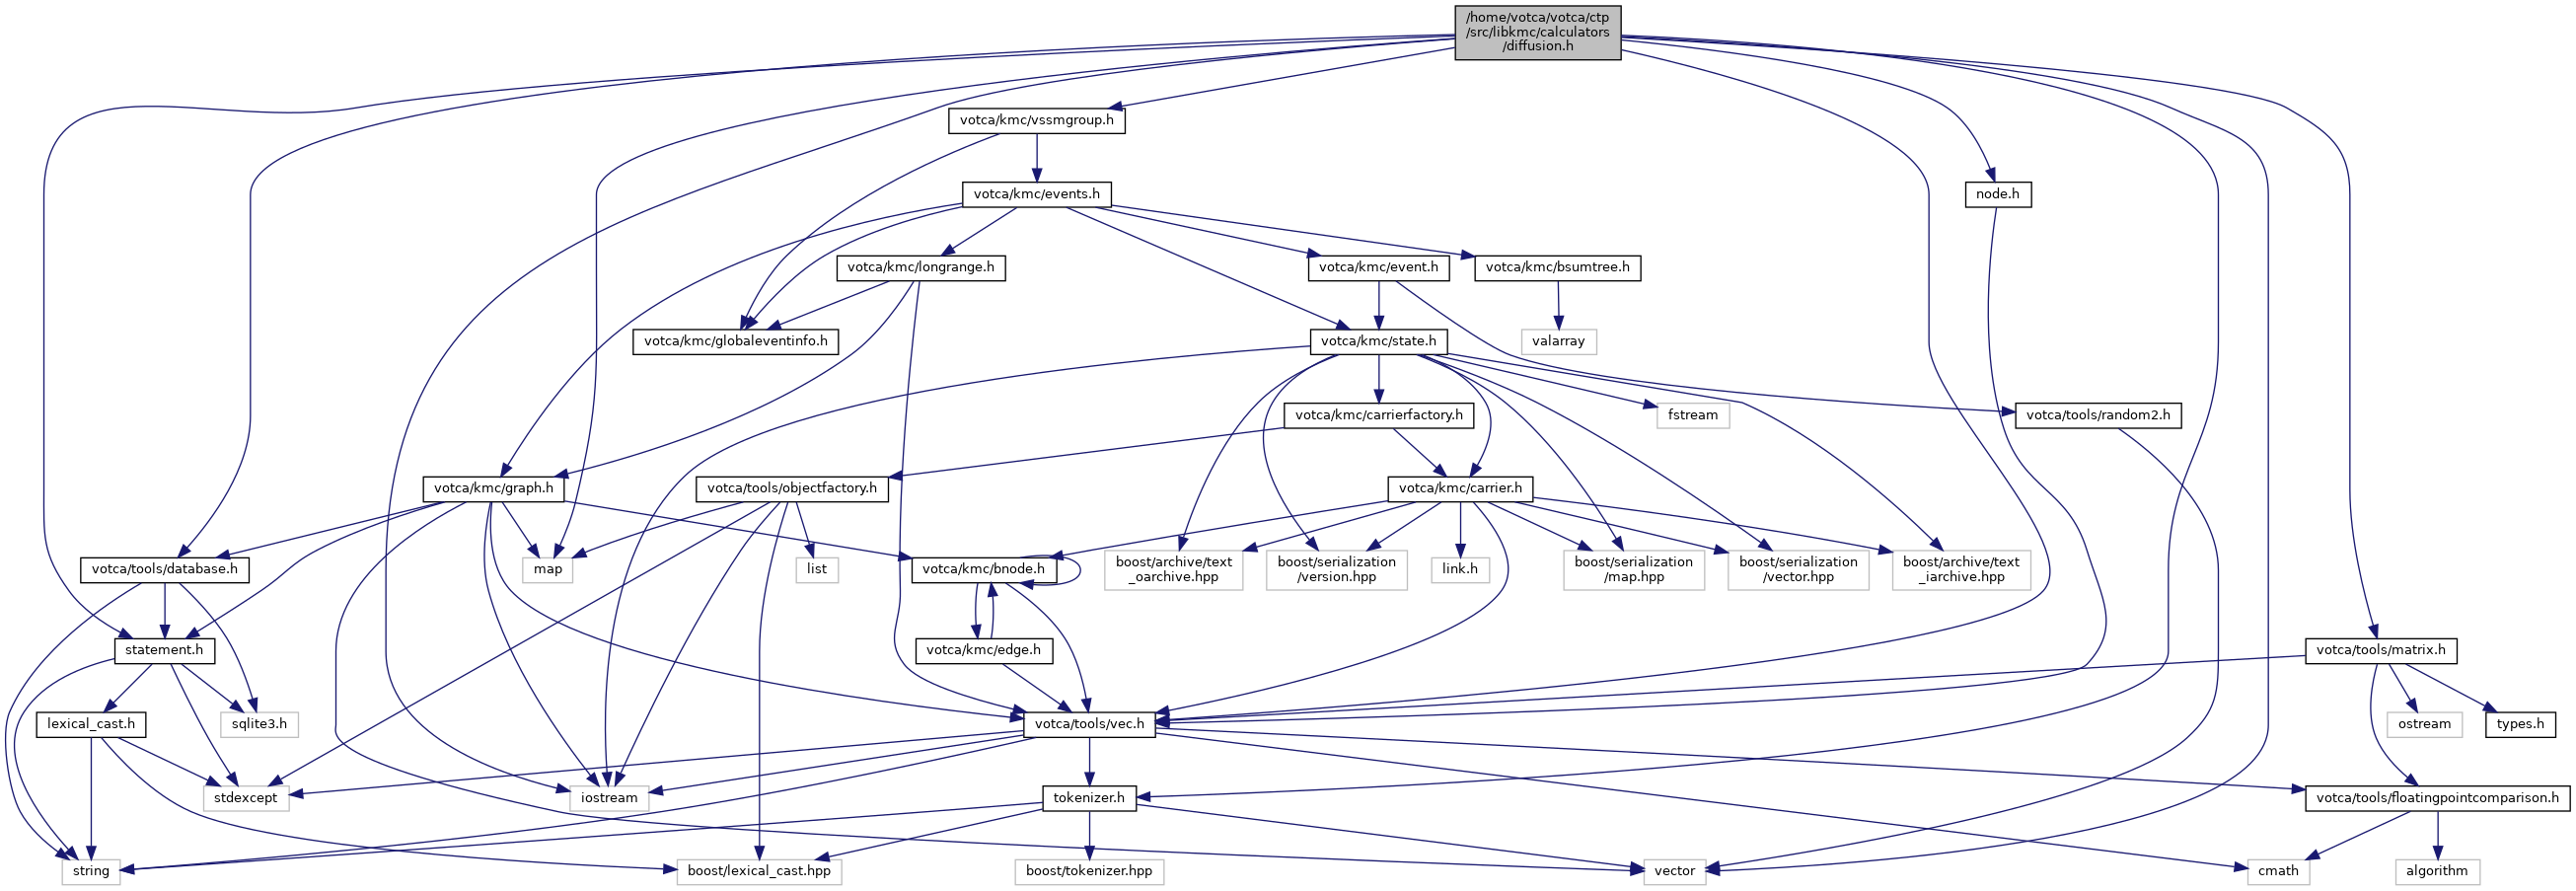 /home/votca/votca/ctp
/src/libkmc/calculators
/diffusion.h
votca/kmc/vssmgroup.h
votca/kmc/events.h
node.h
votca/kmc/longrange.h
votca/kmc/event.h
votca/kmc/bsumtree.h
votca/kmc/globaleventinfo.h
votca/kmc/state.h
valarray
votca/kmc/carrierfactory.h
fstream
votca/tools/random2.h
votca/kmc/graph.h
votca/tools/objectfactory.h
votca/kmc/carrier.h
votca/tools/database.h
map
list
votca/kmc/bnode.h
boost/archive/text
_oarchive.hpp
boost/serialization
/version.hpp
link.h
boost/serialization
/map.hpp
boost/serialization
/vector.hpp
boost/archive/text
_iarchive.hpp
statement.h
votca/kmc/edge.h
votca/tools/matrix.h
lexical_cast.h
sqlite3.h
votca/tools/vec.h
ostream
types.h
stdexcept
iostream
tokenizer.h
votca/tools/floatingpointcomparison.h
string
boost/lexical_cast.hpp
boost/tokenizer.hpp
vector
cmath
algorithm